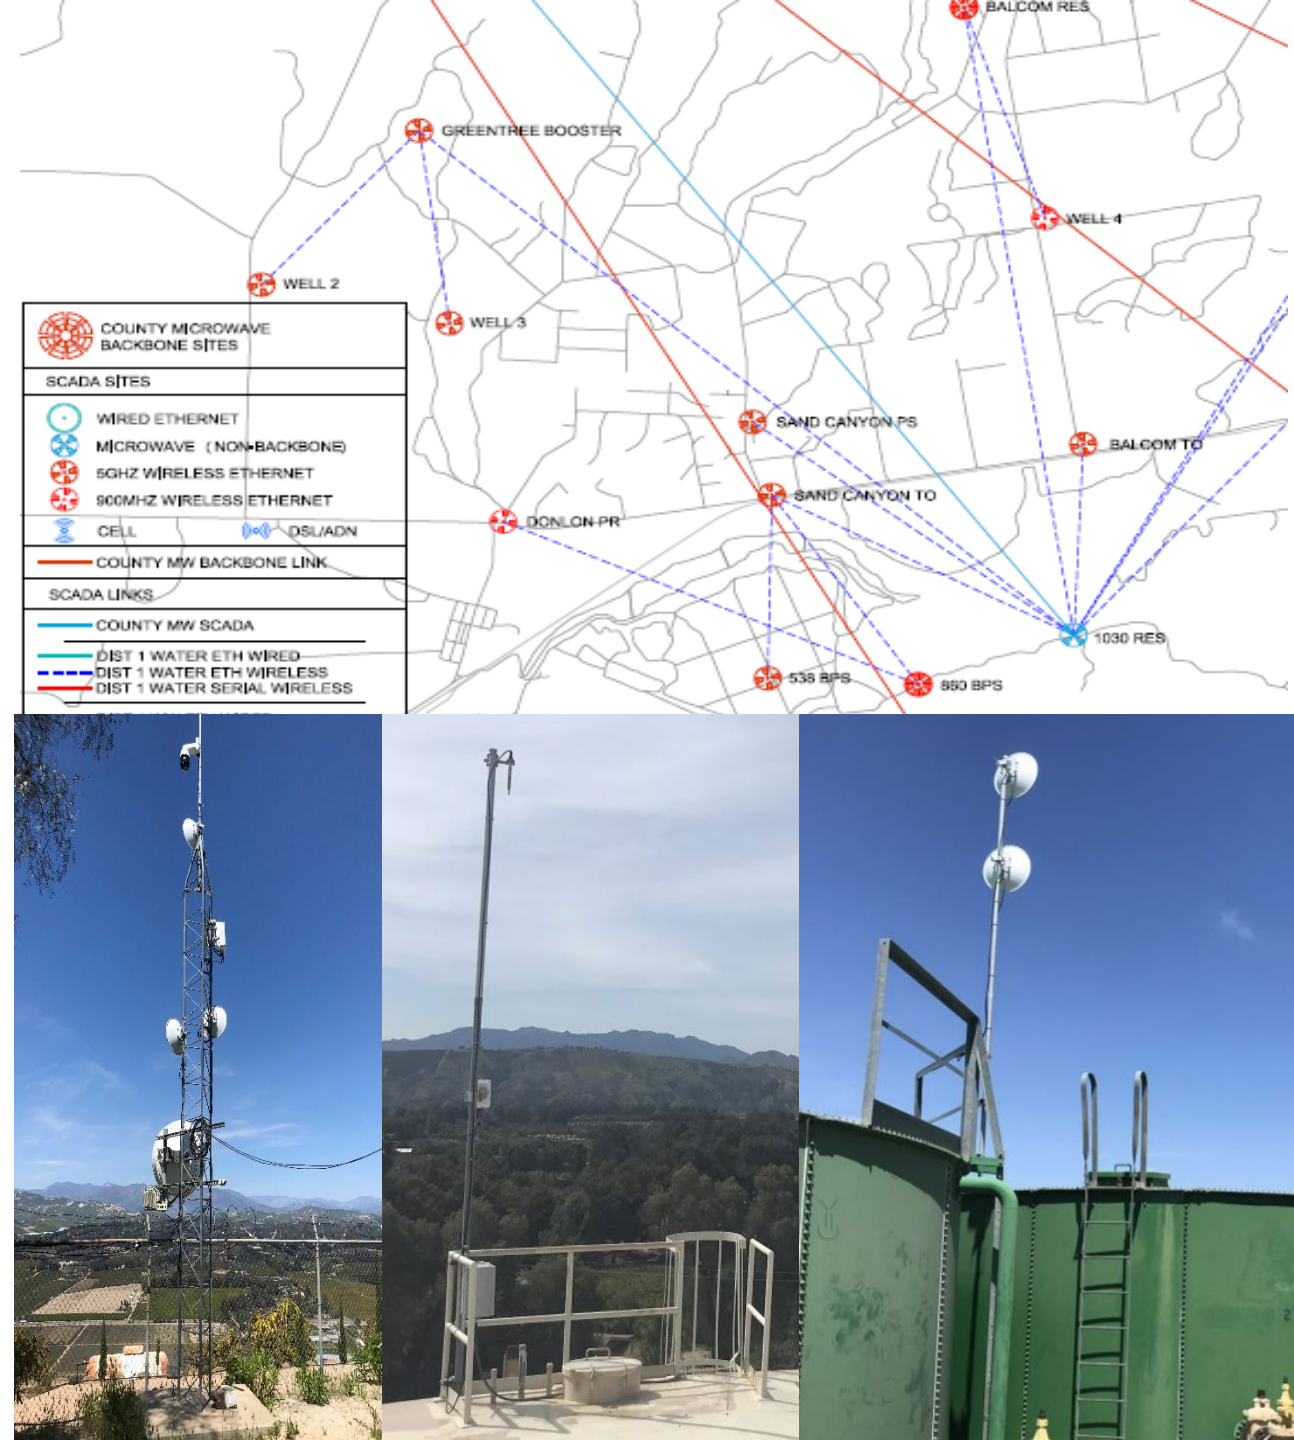 BALCOM RES
GREENTREE BOOSTER
WELL 4
WELL 2
WELL 3
COUNTY MICROWAVE
BACKBONE SITES
SCADA SITES
WIRED ETHERNET
MICROWAVE (NON-BACKBONE)
5GHZ WIRELESS ETHERNET
900MHZ WIRELESS ETHERNET
CELL
DSL/ADN
COUNTY MW BACKBONE LINK
SCADA LINKS
COUNTY MW SCADA
DIST 1 WATER ETH WIRED
DIST 1 WATER ETH WIRELESS
DIST 1 WATER SERIAL WIRELESS
SAND CANYON PS
BALCOM TO
SAND CANYON TO
DONLON PR
1030 RES
538 BPS
860 BPS